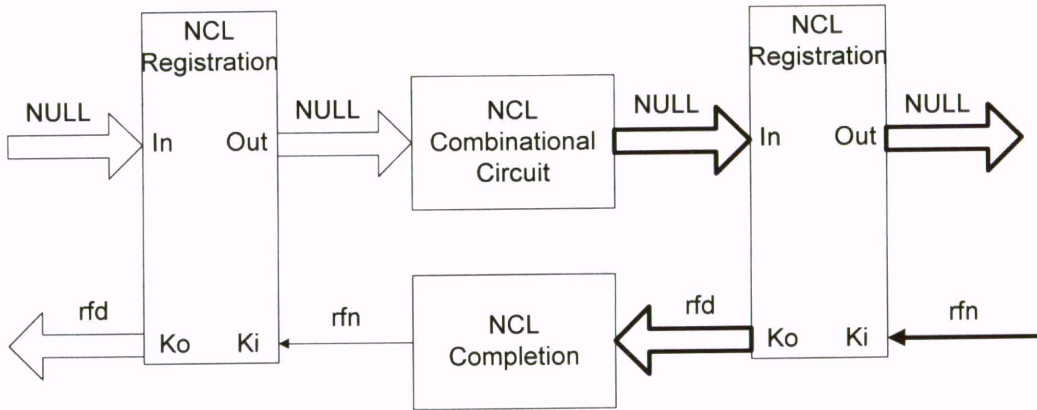 NCL
Registration
NCL
Registration
NULL
NULL
NCL
Combinational
Circuit
NULL
NULL
In
Out
In
Out
rfd
rfn
NCL
Completion
rfd
rfn
Ko
Ki
Ko
Ki